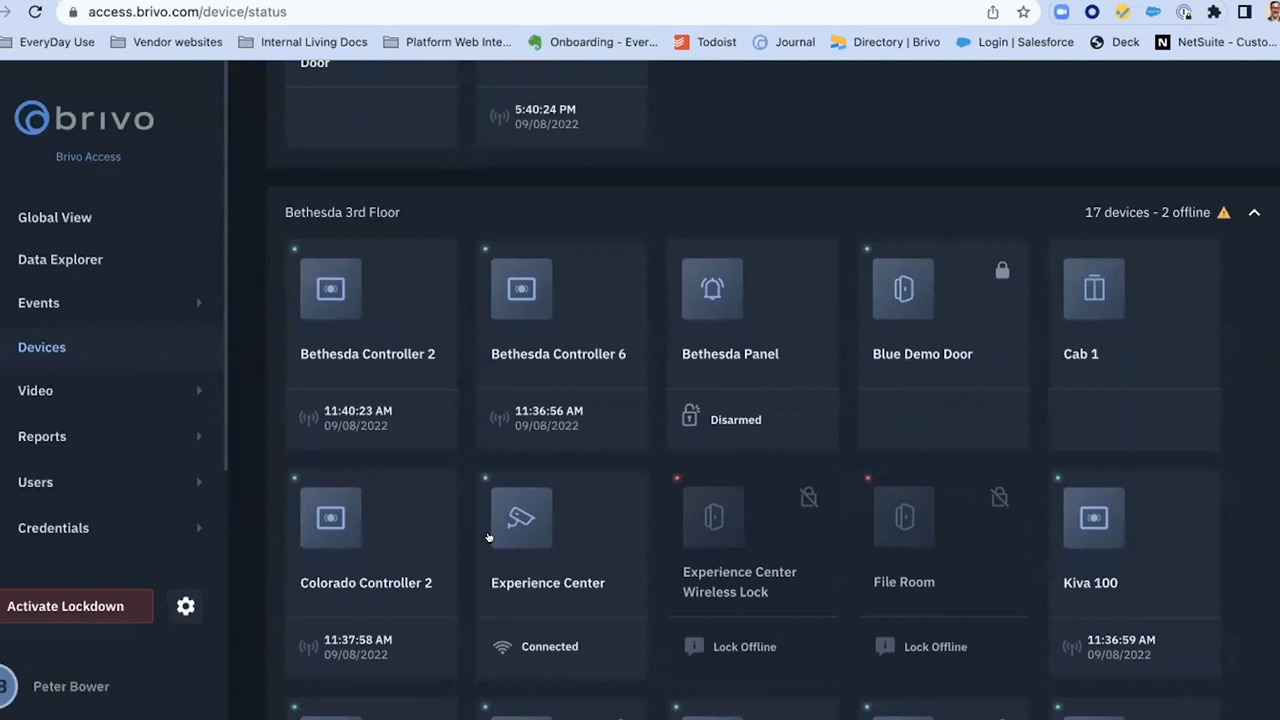 access.brivo.com/device/status
EveryDay Use
Vendor websites
Internal Living Docs
Platform Web Inte...
Onboarding - Ever...
Todoist
Journal
Directory | Brivo
Login | Salesforce
Deck
NetSuite - Custo...
brivo
Brivo Access
Global View
Data Explorer
Events
Devices
Video
Reports
Users
Credentials
Activate Lockdown
B
Peter Bower
Door
5:40:24 PM
09/08/2022
Bethesda 3rd Floor
17 devices - 2 offline
Bethesda Controller 2
11:40:23 AM
09/08/2022
Bethesda Controller 6
11:36:56 AM
09/08/2022
Bethesda Panel
Disarmed
Blue Demo Door
Cab 1
Colorado Controller 2
11:37:58 AM
09/08/2022
Experience Center
Connected
Experience Center
Wireless Lock
Lock Offline
File Room
Lock Offline
Kiva 100
11:36:59 AM
09/08/2022